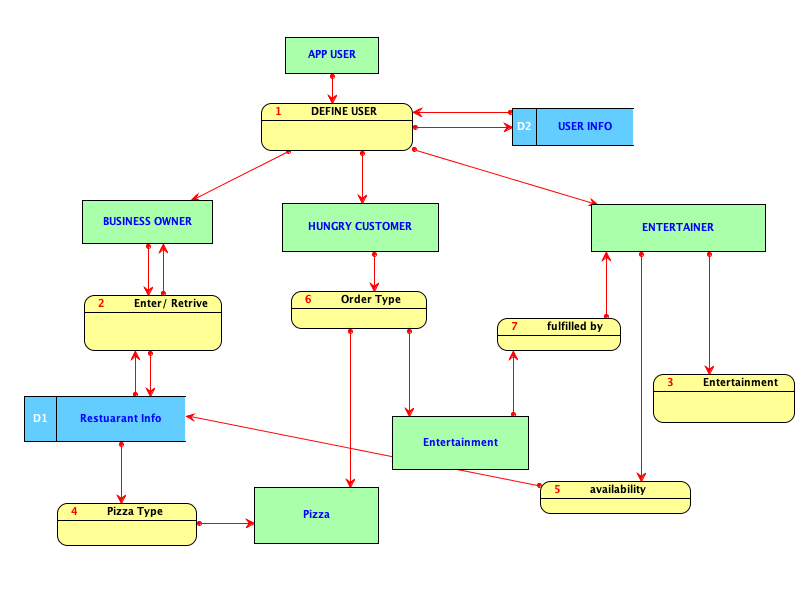 APP USER
1 DEFINE USER
D2 USER INFO
BUSINESS OWNER
HUNGRY CUSTOMER
ENTERTAINER
2 Enter/ Retrive
6 Order Type
7 fulfilled by
3 Entertainment
D1 Restuarant Info
Entertainment
5 availability
4 Pizza Type
Pizza